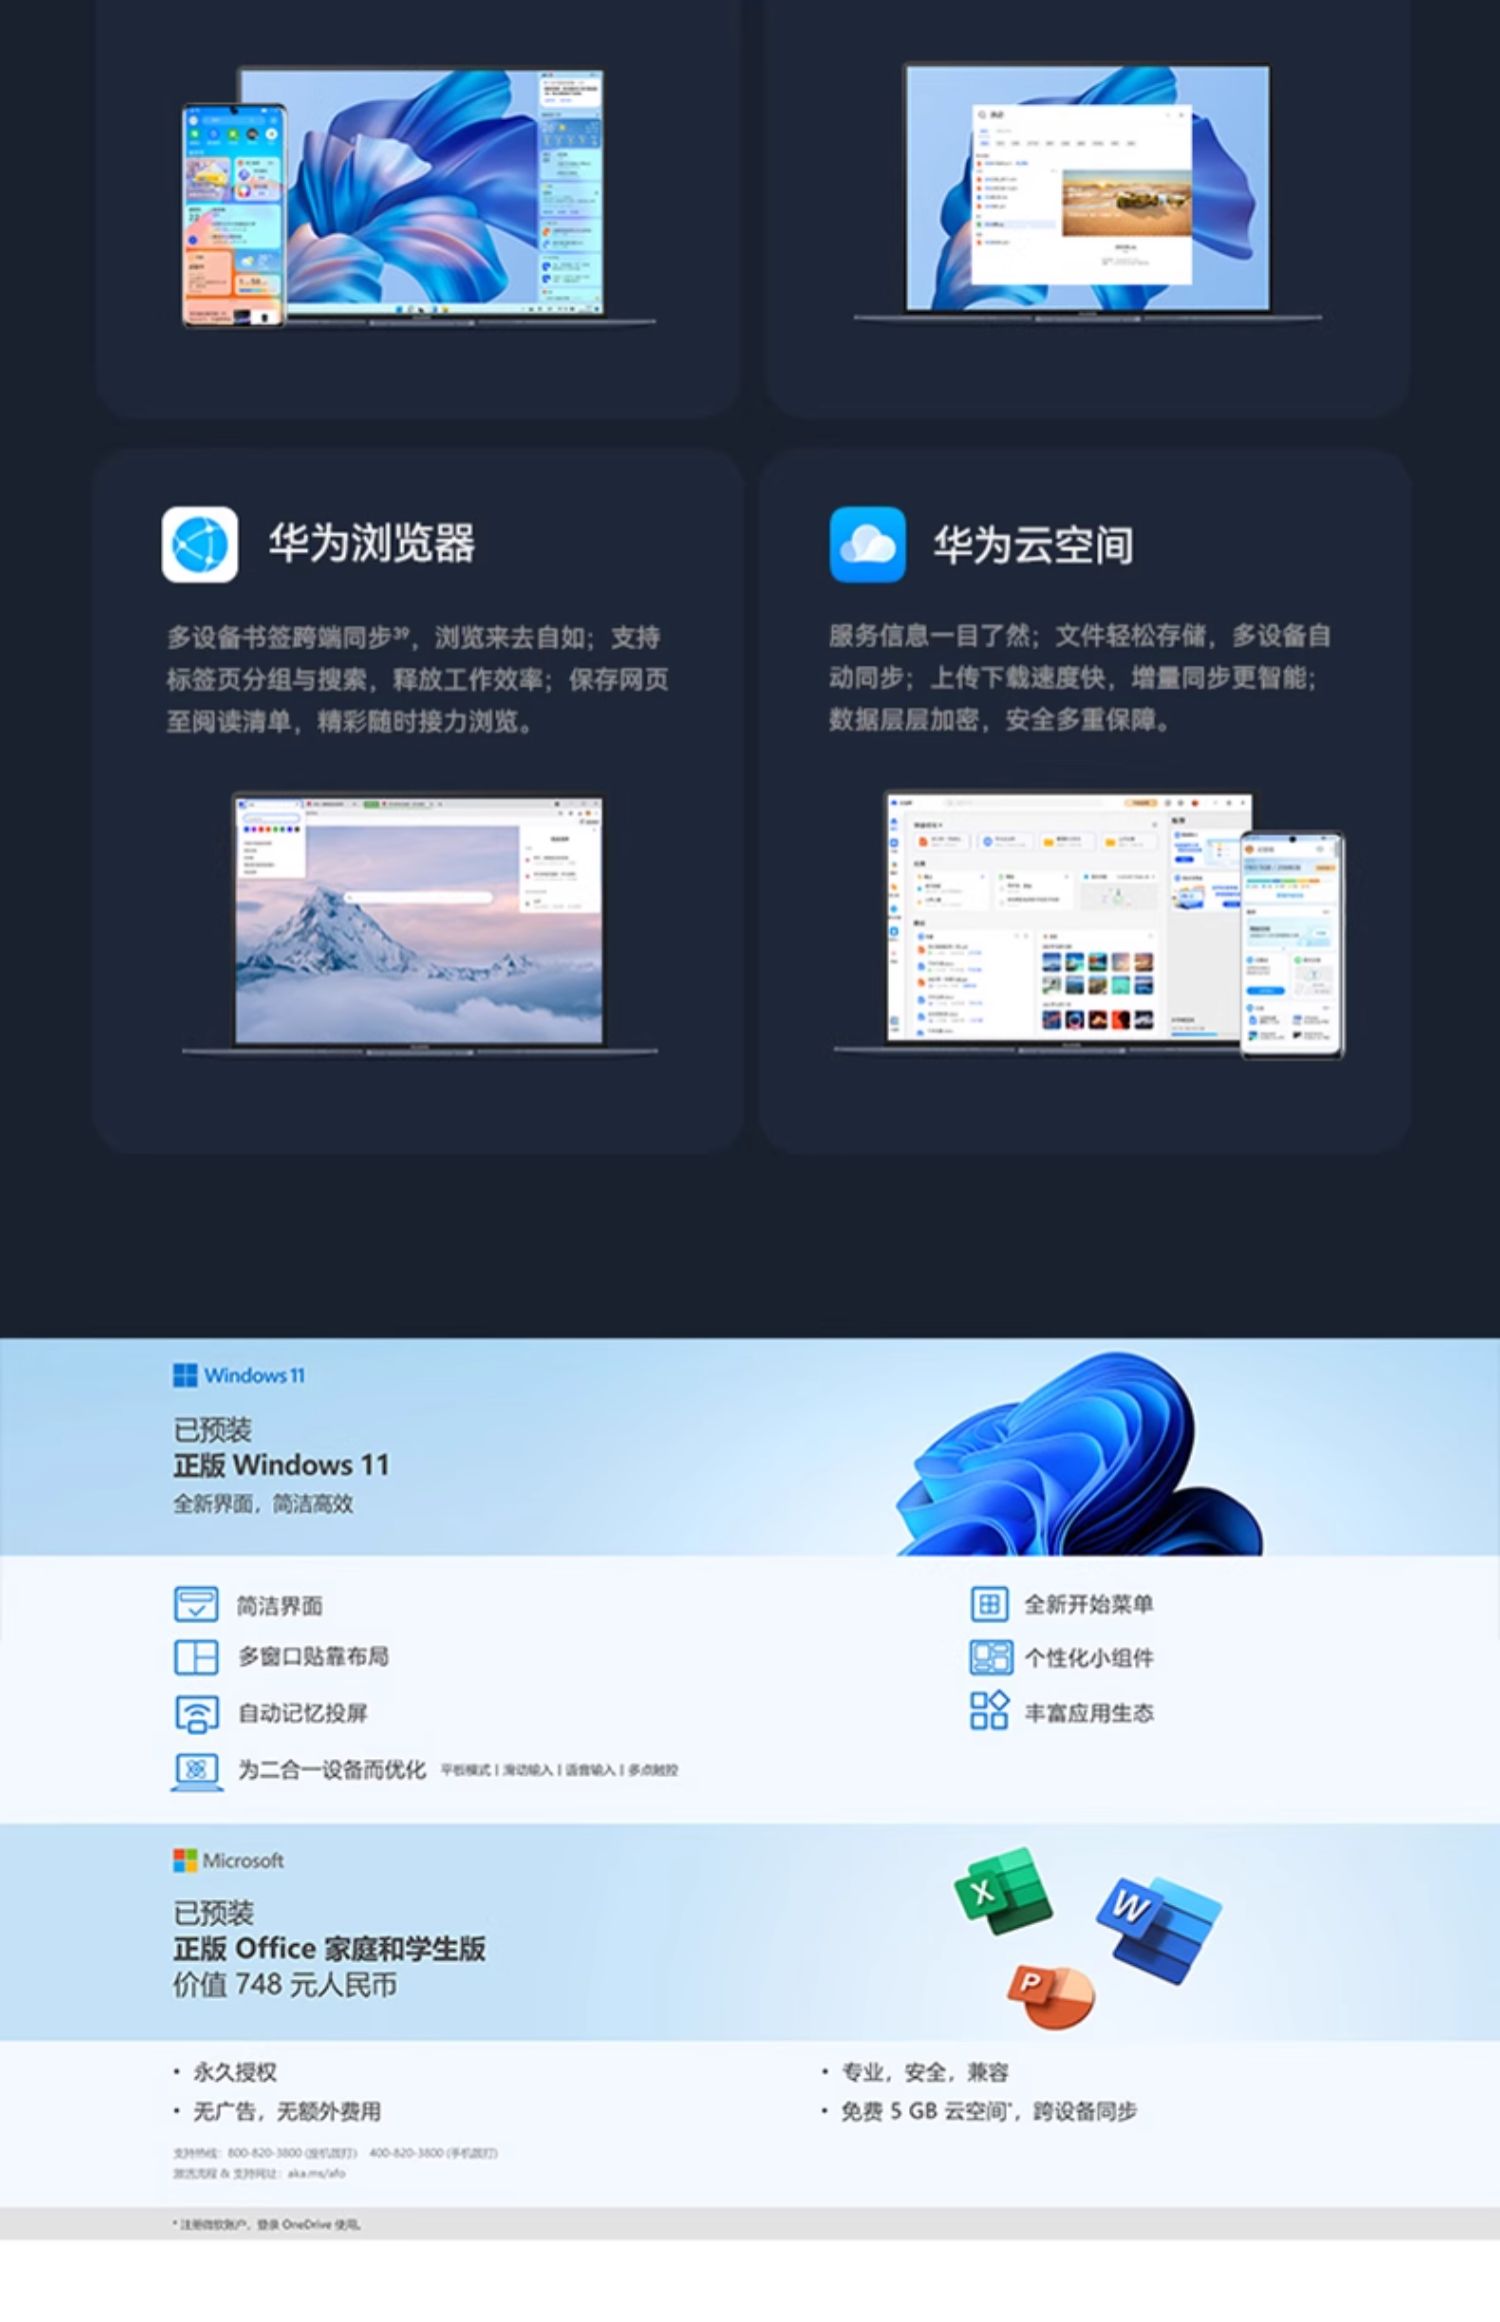 华为浏览器
多设备书签跨端同步³⁹，浏览来去自如；支持
标签页分组与搜索，释放工作效率；保存网页
至阅读清单，精彩随时接力浏览。
华为云空间
服务信息一目了然；文件轻松存储，多设备自
动同步；上传下载速度快，增量同步更智能；
数据层层加密，安全多重保障。
Windows 11
已预装
正版 Windows 11
全新界面，简洁高效
简洁界面
全新开始菜单
多窗口贴靠布局
个性化小组件
自动记忆投屏
丰富应用生态
为二合一设备而优化 平板模式 | 滑动输入 | 语音输入 | 多点触控
Microsoft
已预装
正版 Office 家庭和学生版
价值 748 元人民币
X
W
P
• 永久授权
• 无广告，无额外费用
• 专业，安全，兼容
• 免费 5 GB 云空间*，跨设备同步
支持热线：800-820-3800 (座机拨打) 400-820-3800 (手机拨打)
激活流程 & 支持网址：aka.ms/afo
* 注册微软账户，登录 OneDrive 使用。